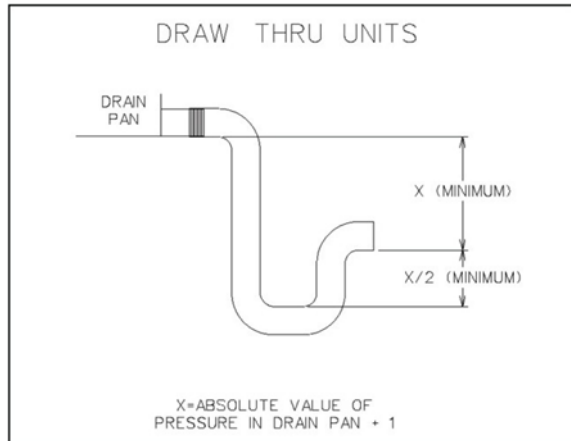 DRAW THRU UNITS
DRAIN
PAN
X (MINIMUM)
X/2 (MINIMUM)
X=ABSOLUTE VALUE OF
PRESSURE IN DRAIN PAN + 1